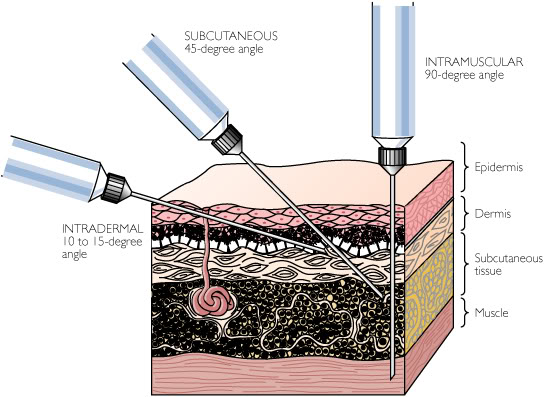 SUBCUTANEOUS
45-degree angle
INTRAMUSCULAR
90-degree angle
Epidermis
Dermis
INTRADERMAL
10 to 15-degree
angle
Subcutaneous
tissue
Muscle